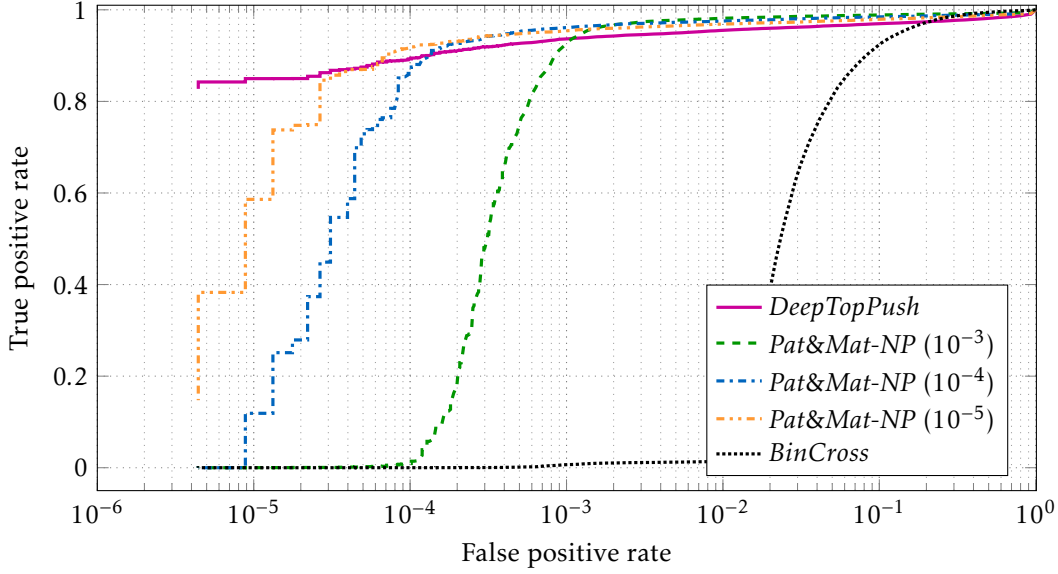 1
0.8
0.6
0.4
0.2
0
True positive rate
DeepTopPush
Pat&Mat-NP (10⁻³)
Pat&Mat-NP (10⁻⁴)
Pat&Mat-NP (10⁻⁵)
BinCross
10⁻⁶ 10⁻⁵ 10⁻⁴ 10⁻³ 10⁻² 10⁻¹ 10⁰
False positive rate